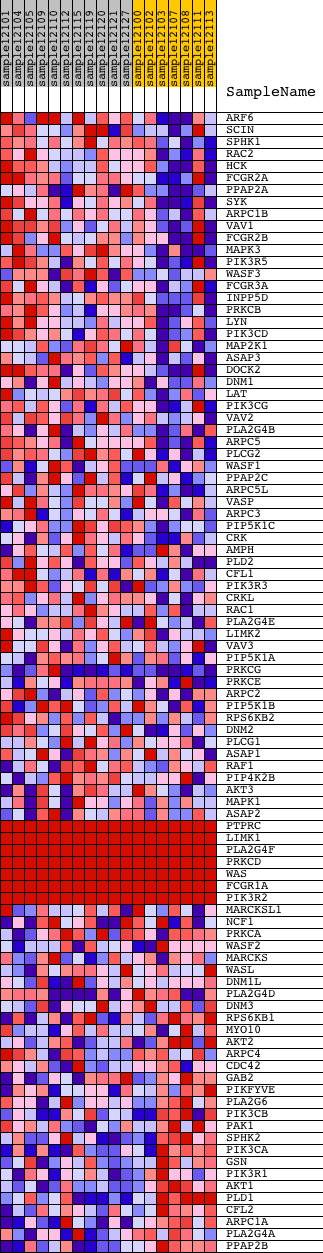 sample12101
sample12104
sample12105
sample12110
sample12112
sample12115
sample12120
sample12100
sample12102
sample12103
sample12107
sample12108
sample12111
SampleName
ARF6
SCIN
SPHK1
RAC2
HCK
FCGR2A
PPAP2A
SYK
ARPC1B
VAV1
FCGR2B
MAPK3
PIK3R5
WASF3
FCGR3A
INPP5D
PRKCB
LYN
PIK3CD
MAP2K1
ASAP3
DOCK2
DNM1
LAT
PIK3CG
VAV2
PLA2G4B
ARPC5
PLCG2
WASF1
PPAP2C
ARPC5L
VASP
ARPC3
PIP5K1C
CRK
AMPH
PLD2
CFL1
PIK3R3
CRKL
RAC1
PLA2G4E
LIMK2
VAV3
PIP5K1A
PRKCG
PRKCE
ARPC2
PIP5K1B
RPS6KB2
DNM2
PLCG1
ASAP1
RAF1
PIP4K2B
AKT3
MAPK1
ASAP2
PTPRC
LIMK1
PLA2G4F
PRKCD
WAS
FCGR1A
PIK3R2
MARCKSL1
NCF1
PRKCA
WASF2
MARCKS
WASL
DNM1L
PLA2G4D
DNM3
RPS6KB1
MYO10
AKT2
ARPC4
CDC42
GAB2
PIKFYVE
PLA2G6
PIK3CB
PAK1
SPHK2
PIK3CA
GSN
PIK3R1
AKT1
PLD1
CFL2
ARPC1A
PLA2G4A
PPAP2B